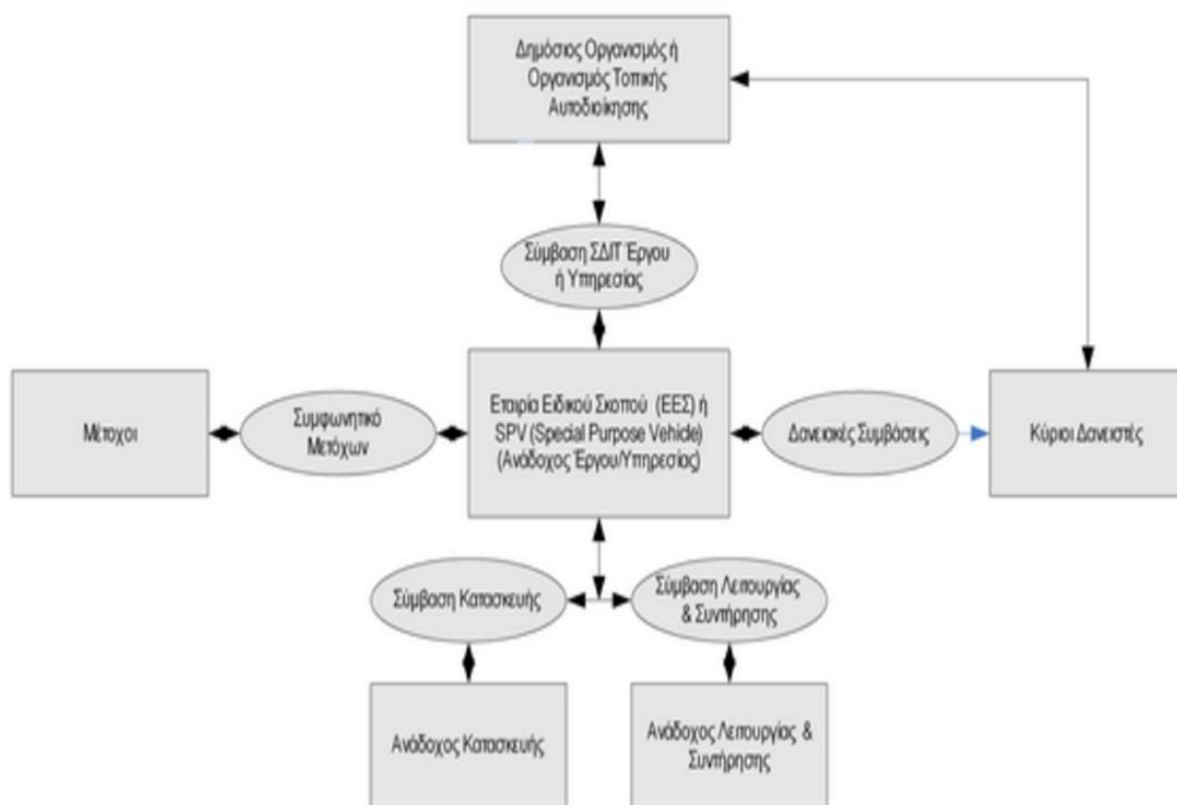 Δημόσιος Οργανισμός ή
Οργανισμός Τοπικής
Αυτοδιοίκησης
Σύμβαση ΣΔΙΤ Έργου
ή Υπηρεσίας
Μέτοχοι
Συμφωνητικό
Μετόχων
Εταιρία Ειδικού Σκοπού (ΕΕΣ) ή
SPV (Special Purpose Vehicle)
(Ανάδοχος Έργου/Υπηρεσίας)
Δανειακές Συμβάσεις
Κύριοι Δανειστές
Σύμβαση Κατασκευής
Σύμβαση Λειτουργίας
& Συντήρησης
Ανάδοχος Κατασκευής
Ανάδοχος Λειτουργίας &
Συντήρησης